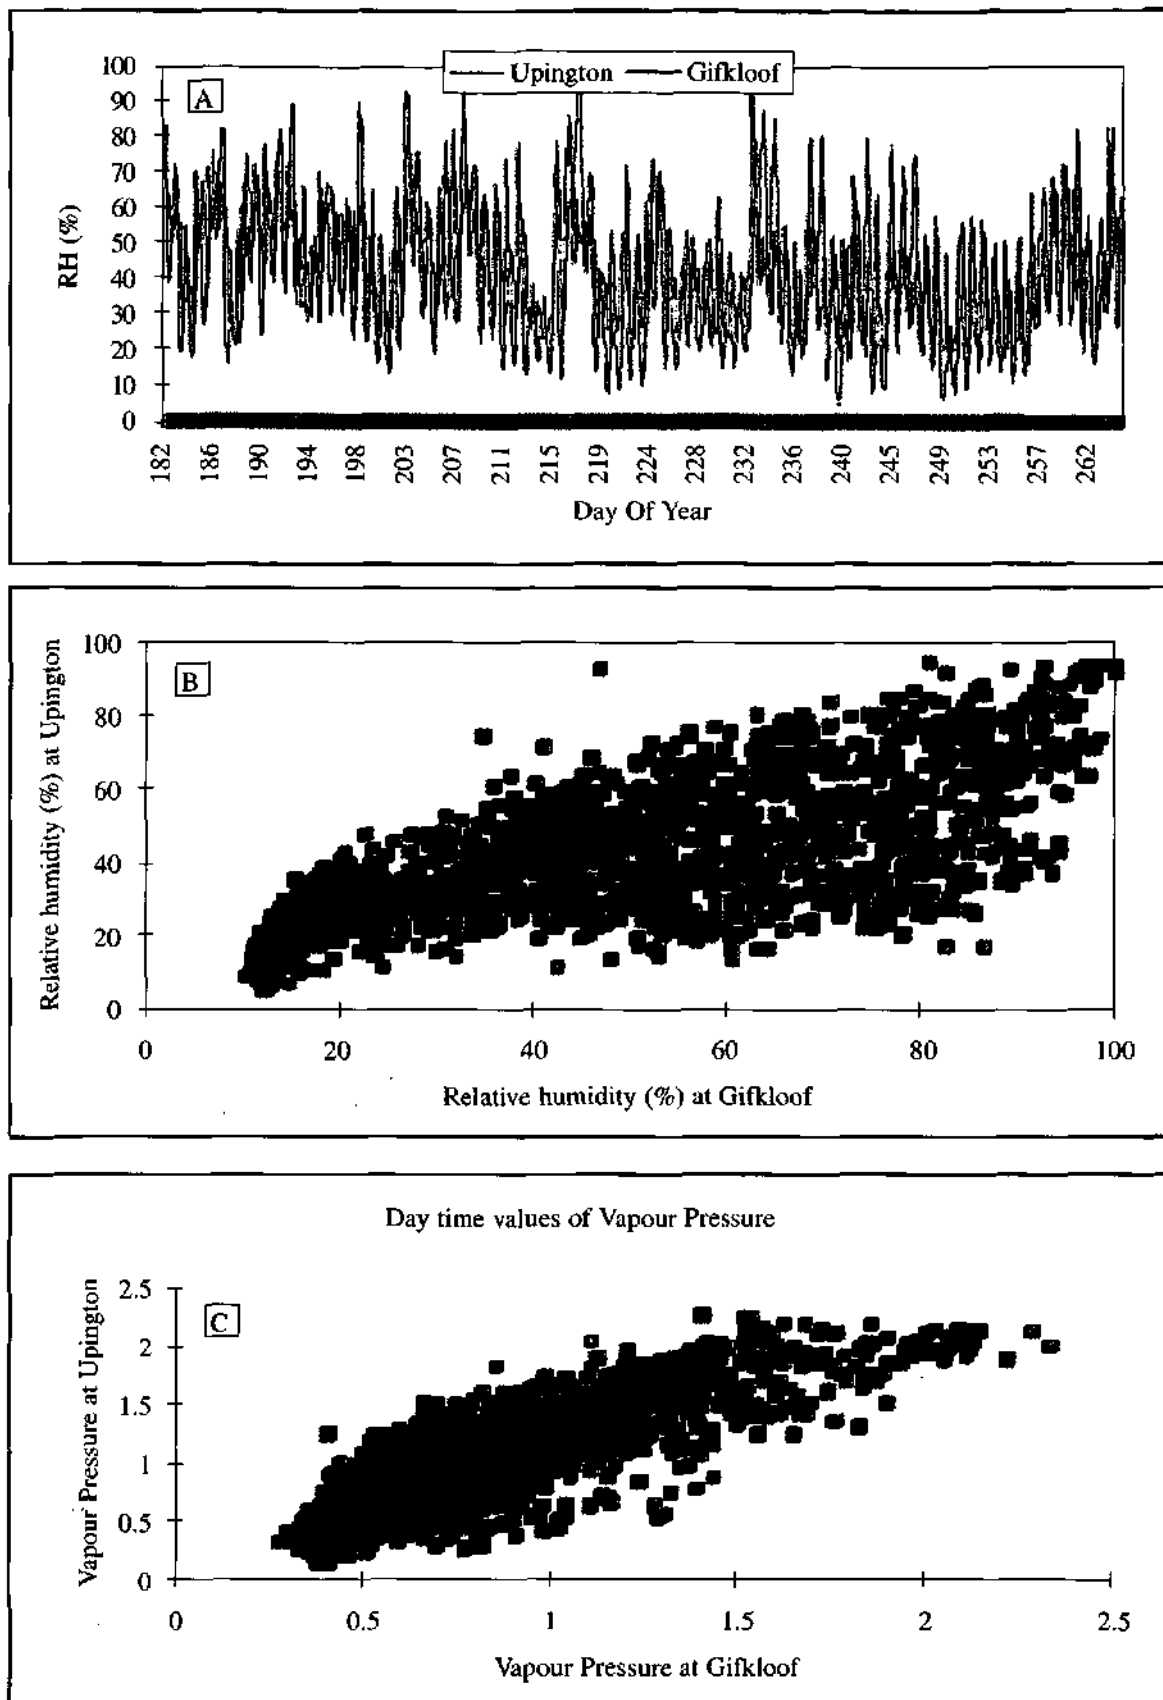 Upington Gifkloof
A
100
90
80
70
60
50
40
30
20
10
0
RH (%)
182 186 190 194 198 203 207 211 215 219 224 228 232 236 240 245 249 253 257 262
Day Of Year
B
100
80
60
40
20
0
Relative humidity (%) at Upington
0 20 40 60 80 100
Relative humidity (%) at Gifkloof
Day time values of Vapour Pressure
C
2.5
2
1.5
1
0.5
0
Vapour Pressure at Upington
0 0.5 1 1.5 2 2.5
Vapour Pressure at Gifkloof